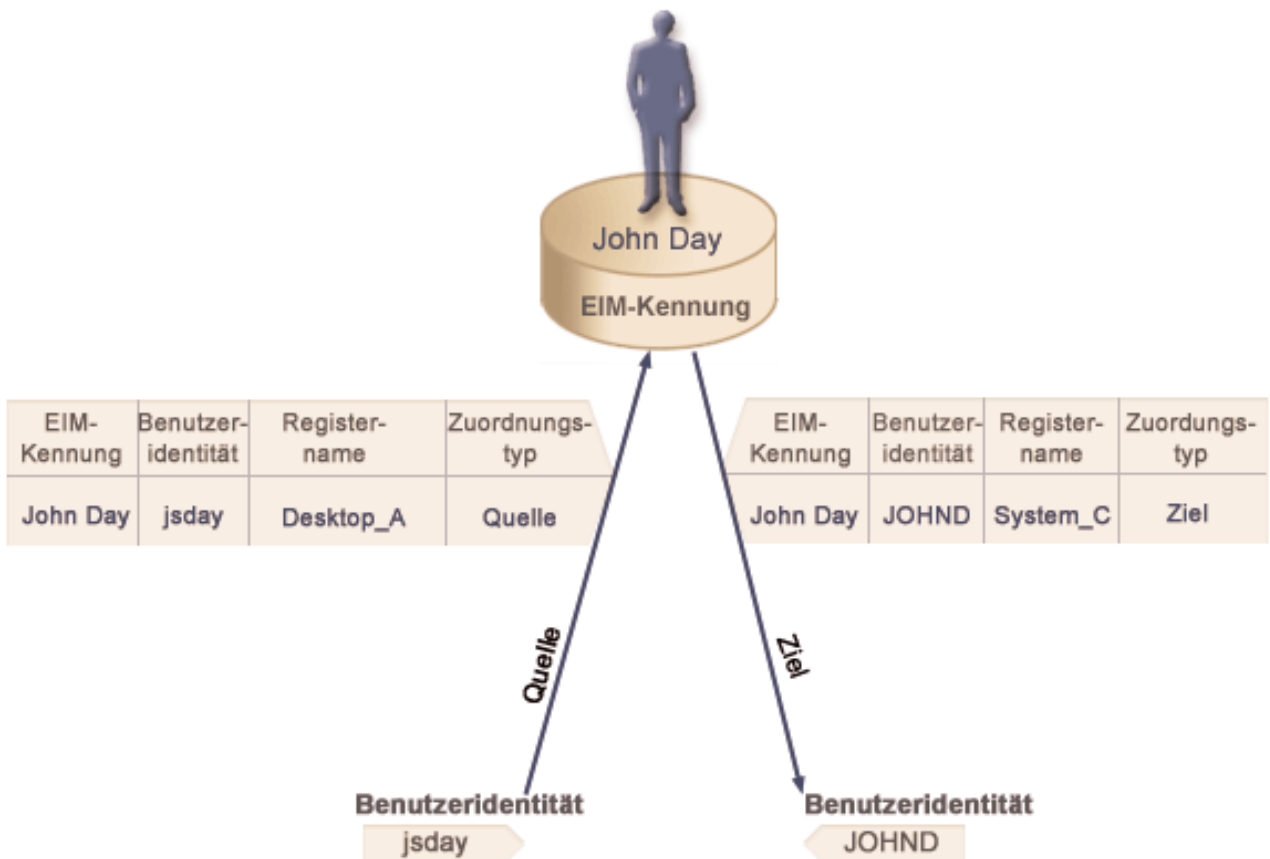 John Day
EIM-Kennung
EIM-
Kennung
Benutzer-
identität
Register-
name
Zuordnungs-
typ
John Day
jsday
Desktop_A
Quelle
EIM-
Kennung
Benutzer-
identität
Register-
name
Zuordungs-
typ
John Day
JOHND
System_C
Ziel
Quelle
Ziel
Benutzeridentität
jsday
Benutzeridentität
JOHND